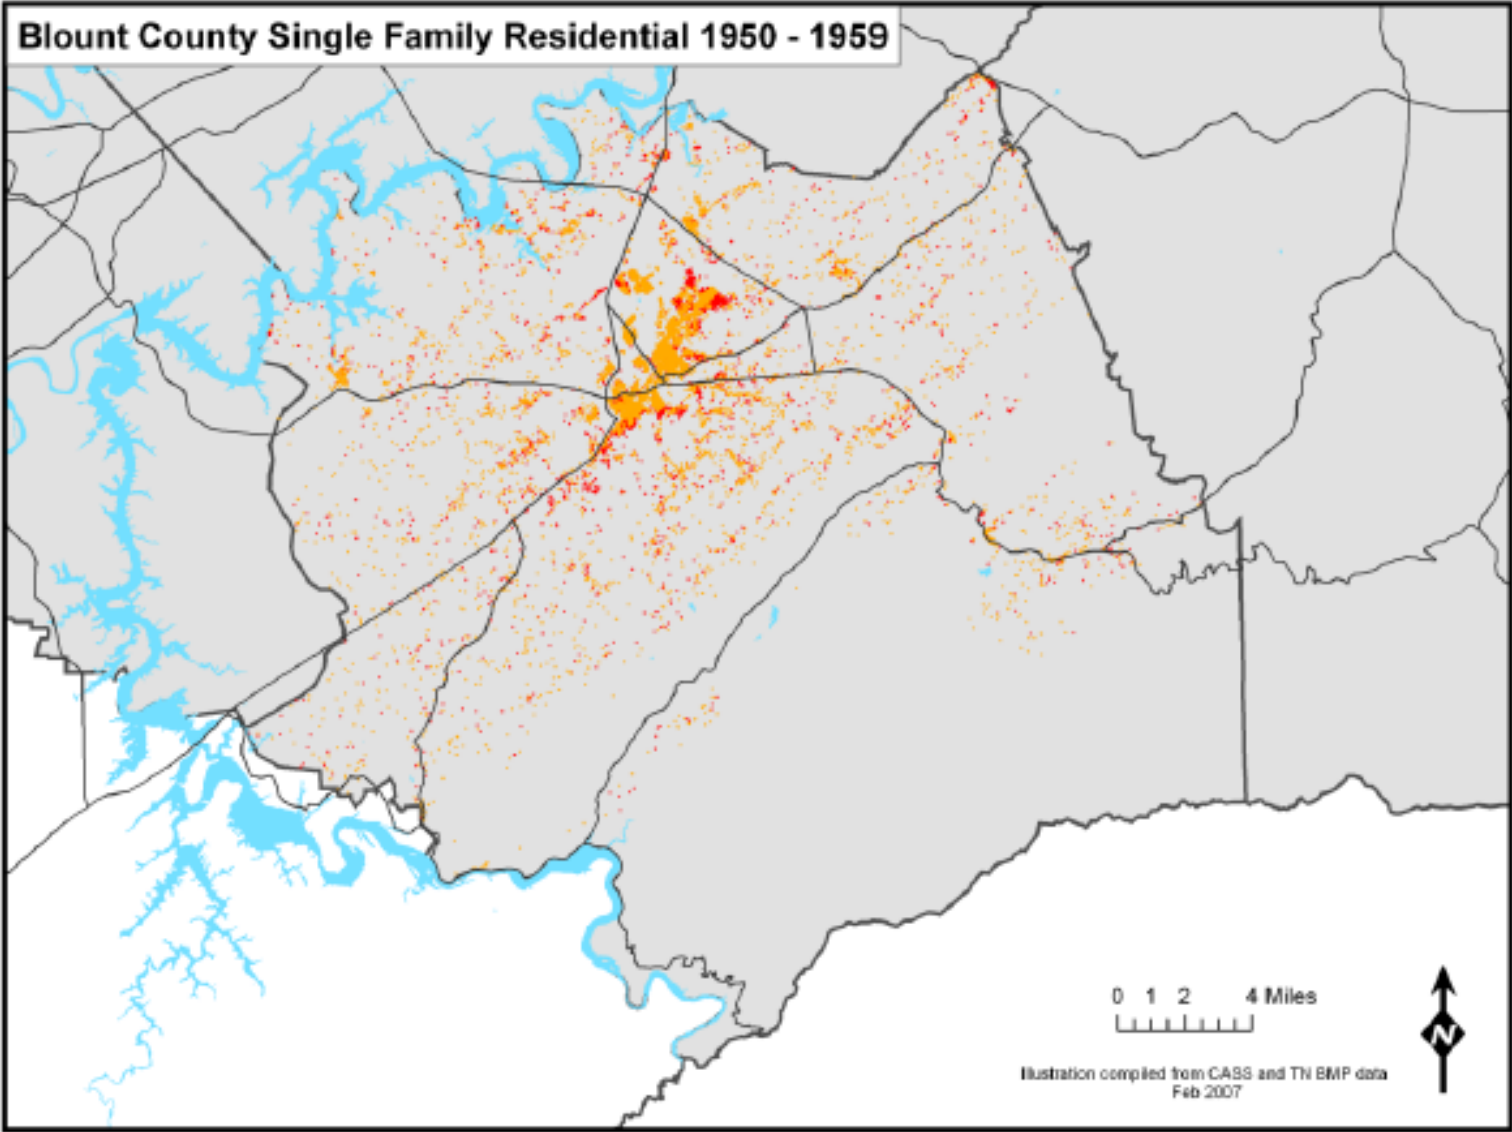 Blount County Single Family Residential 1950 - 1959
0 1 2 4 Miles
N
Illustration compiled from CASS and TN BMP data
Feb 2007